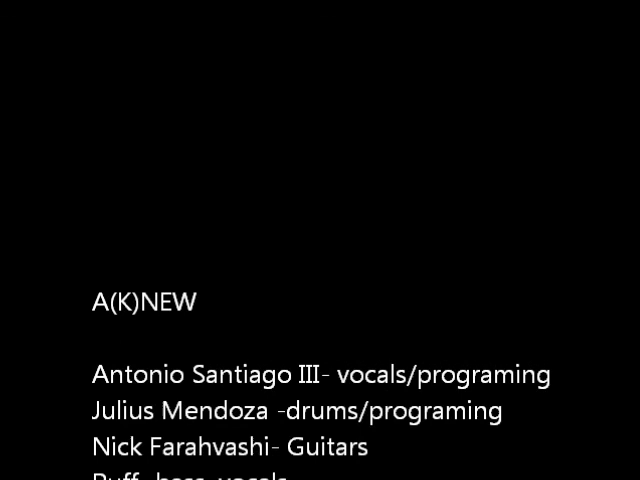 A(K)NEW
Antonio Santiago III- vocals/programing
Julius Mendoza -drums/programing
Nick Farahvashi- Guitars